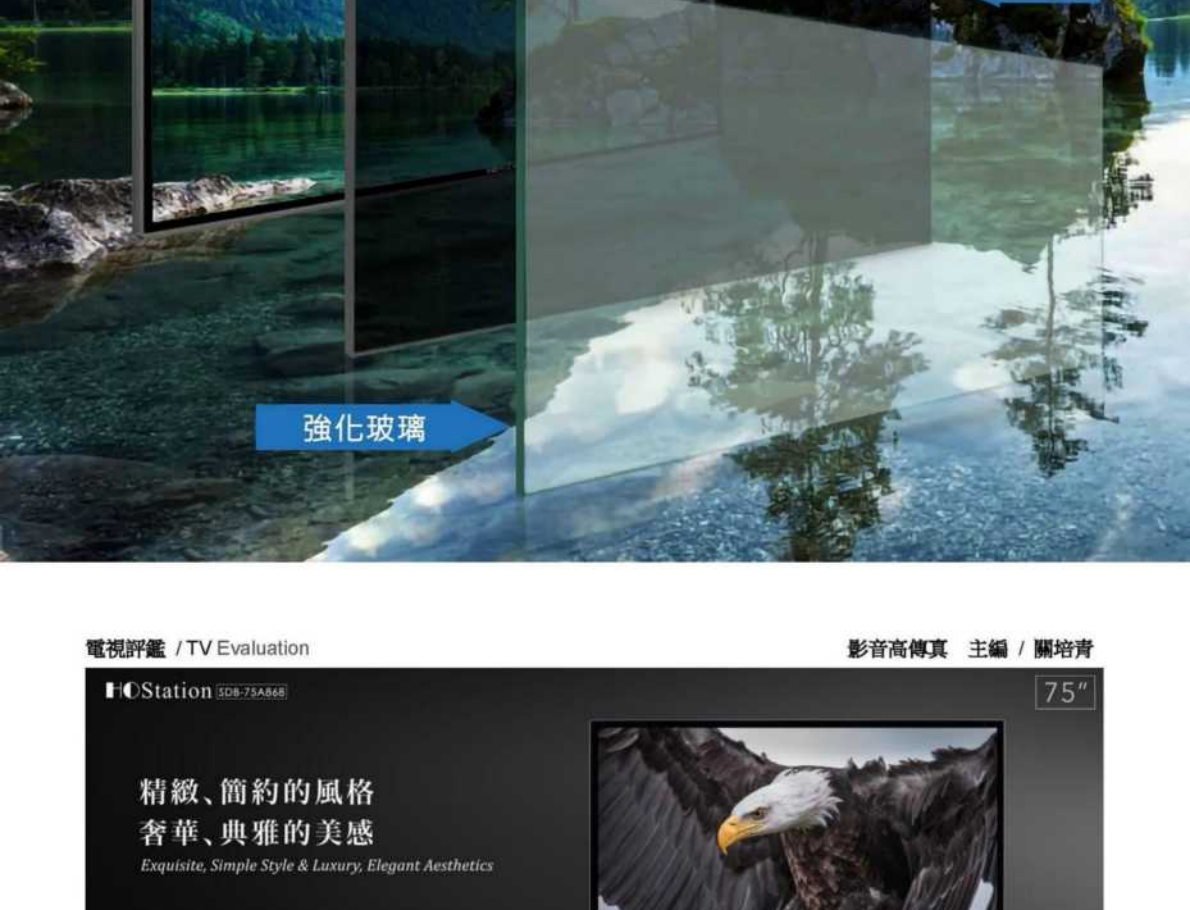 強化玻璃
電視評鑑 / TV Evaluation
影音高傳真 主編 / 關培青
HOStation SDB-75A868
75"
精緻、簡約的風格
奢華、典雅的美感
Exquisite, Simple Style & Luxury, Elegant Aesthetics